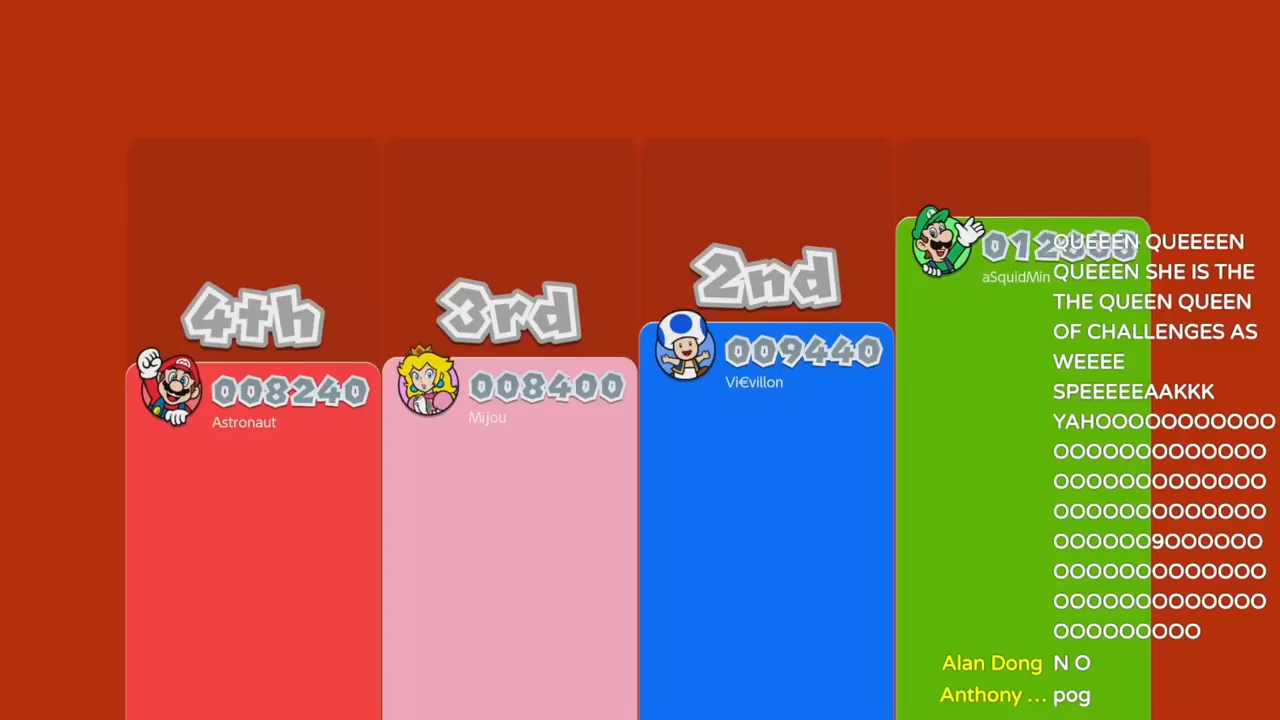 4th
008240
Astronaut
3rd
008400
Mijou
2nd
009440
Vi€villon
aSquidMin
QUEEEN QUEEEEN
QUEEEN SHE IS THE
THE QUEEN QUEEN
OF CHALLENGES AS
WEEEE
SPEEEEEAAKKK
YAHOOOOOOOOOOO
OOOOOOOOOOOOO
OOOOOOOOOOOOO
OOOOOOOOOOOOO
OOOOOO9OOOOOO
OOOOOOOOOOOOO
OOOOOOOOOOOOO
OOOOOOOOO
Alan Dong N O
Anthony … pog